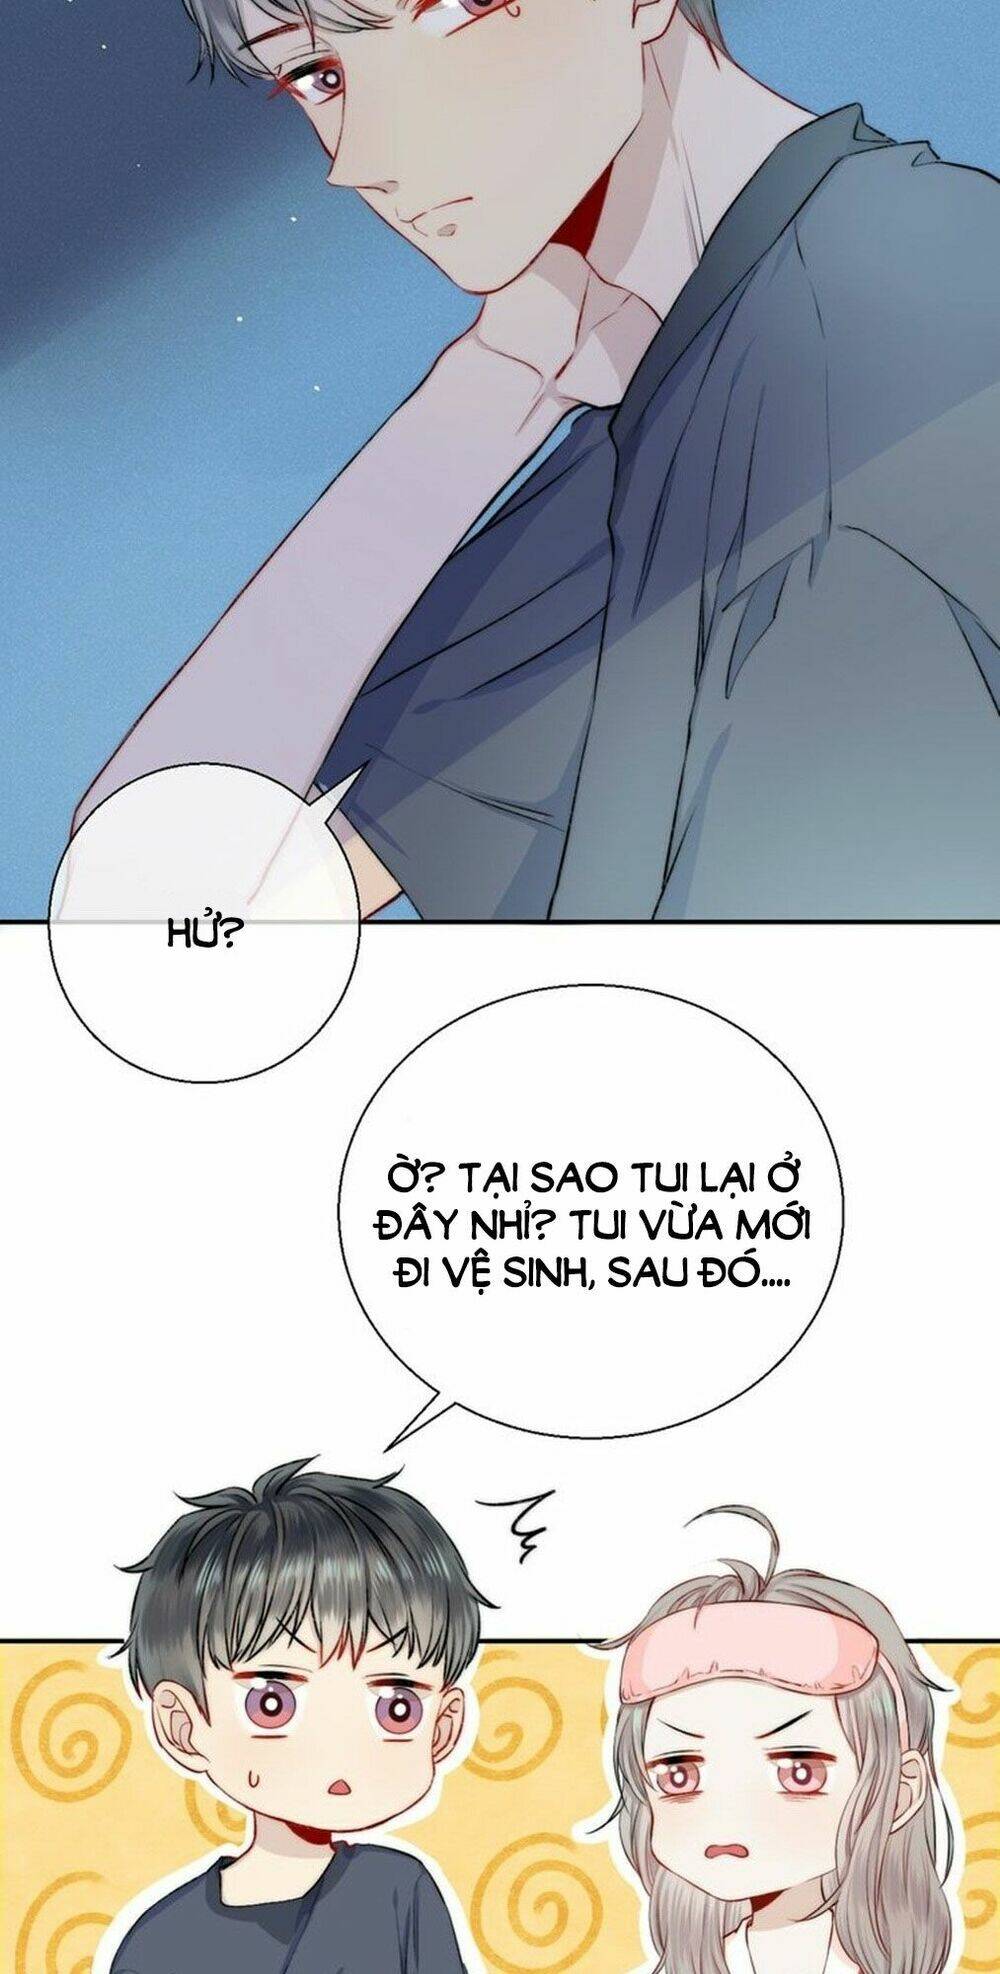 HỬ?
Ờ? TẠI SAO TUI LẠI Ở
ĐÂY NHỈ? TUI VỪA MỚI
ĐI VỆ SINH, SAU ĐÓ....